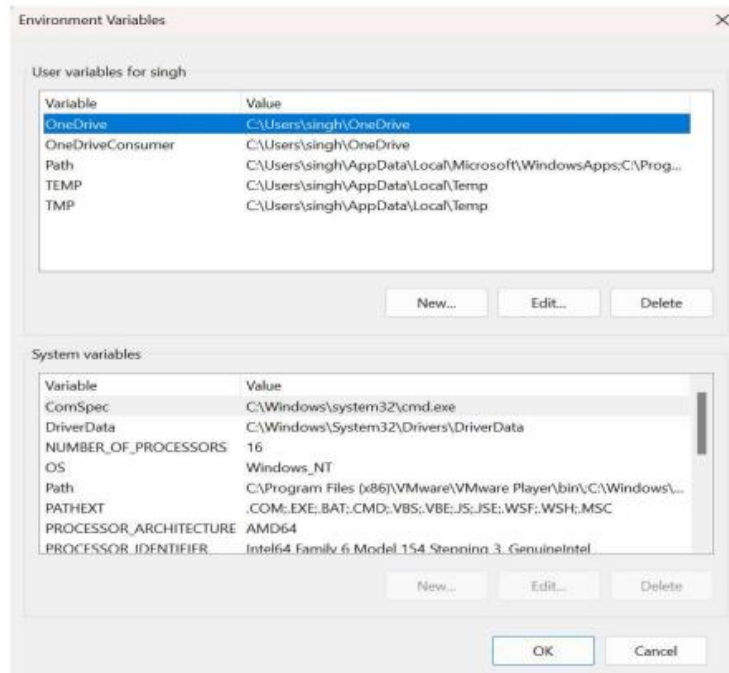 Environment Variables
User variables for singh
Variable Value
OneDrive C:\Users\singh\OneDrive
OneDriveConsumer C:\Users\singh\OneDrive
Path C:\Users\singh\AppData\Local\Microsoft\WindowsApps;C:\Prog...
TEMP C:\Users\singh\AppData\Local\Temp
TMP C:\Users\singh\AppData\Local\Temp
New... Edit... Delete
System variables
Variable Value
ComSpec C:\Windows\system32\cmd.exe
DriverData C:\Windows\System32\Drivers\DriverData
NUMBER_OF_PROCESSORS 16
OS Windows_NT
Path C:\Program Files (x86)\VMware\VMware Player\bin\;C:\Windows\...
PATHEXT .COM;.EXE;.BAT;.CMD;.VBS;.VBE;.JS;.JSE;.WSF;.WSH;.MSC
PROCESSOR_ARCHITECTURE AMD64
PROCESSOR_IDENTIFIER Intel64 Family 6 Model 154 Stepping 3, GenuineIntel
New... Edit... Delete
OK Cancel